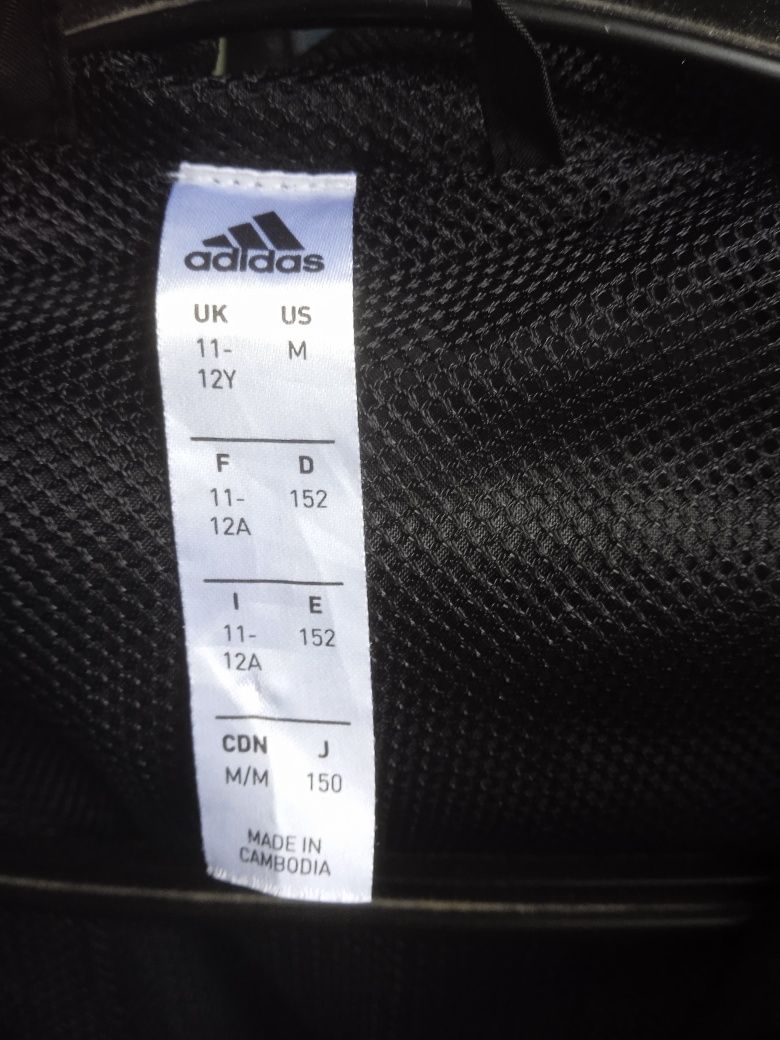 adidas
UK US
11- M
12Y
F D
11- 152
12A
I E
11- 152
12A
CDN J
M/M 150
MADE IN
CAMBODIA